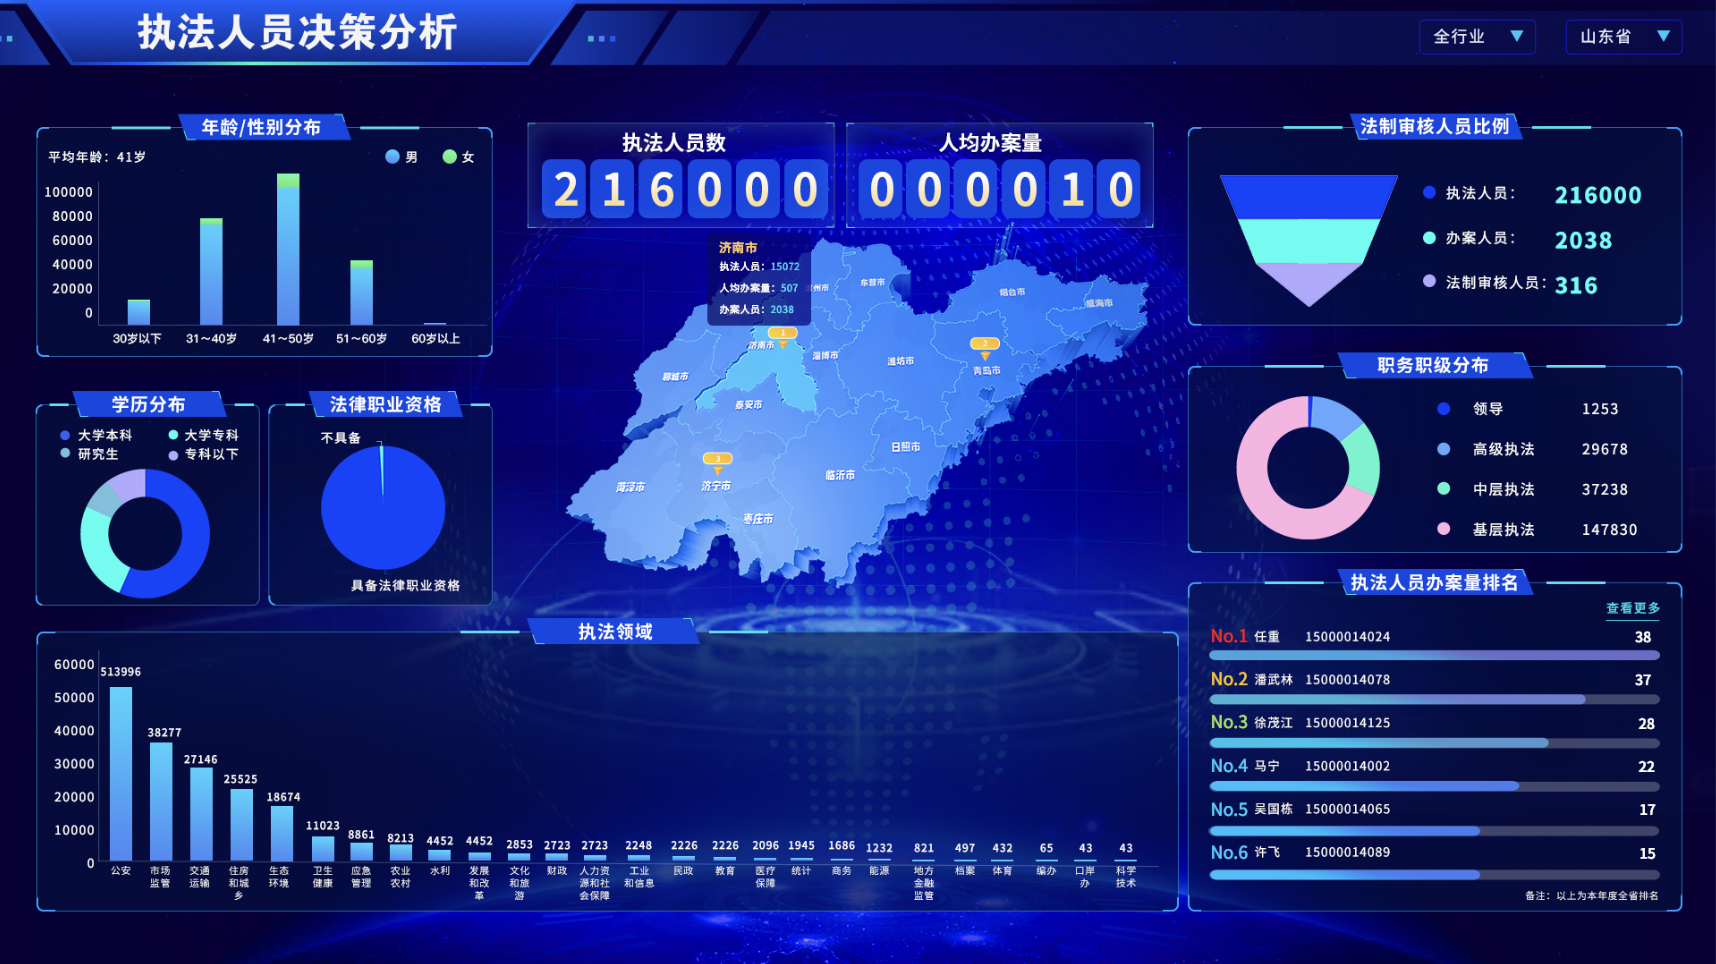 执法人员决策分析
全行业 ▼
山东省 ▼
年龄/性别分布
平均年龄：41岁
男
女
100000
80000
60000
40000
20000
0
30岁以下
31～40岁
41～50岁
51～60岁
60岁以上
学历分布
大学本科
大学专科
研究生
专科以下
法律职业资格
不具备
具备法律职业资格
执法人员数
216000
人均办案量
000010
济南市
执法人员：15072
人均办案量：507
办案人员：2038
州市
东营市
烟台市
威海市
1
济南市
淄博市
潍坊市
2
青岛市
聊城市
泰安市
日照市
3
菏泽市
济宁市
临沂市
枣庄市
法制审核人员比例
执法人员：
216000
办案人员：
2038
法制审核人员：
316
职务职级分布
领导
1253
高级执法
29678
中层执法
37238
基层执法
147830
执法人员办案量排名
查看更多
No.1 任重 15000014024 38
No.2 潘武林 15000014078 37
No.3 徐茂江 15000014125 28
No.4 马宁 15000014002 22
No.5 吴国栋 15000014065 17
No.6 许飞 15000014089 15
备注：以上为本年度全省排名
执法领域
60000
50000
40000
30000
20000
10000
0
513996
38277
27146
25525
18674
11023
8861
8213
4452
4452
2853
2723
2723
2248
2226
2226
2096
1945
1686
1232
821
497
432
65
43
43
公安
市场
监管
交通
运输
住房
和城
乡
生态
环境
卫生
健康
应急
管理
农业
农村
水利
发展
和改
革
文化
和旅
游
财政
人力资
源和社
会保障
工业
和信息
民政
教育
医疗
保障
统计
商务
能源
地方
金融
监管
档案
体育
编办
口岸
办
科学
技术